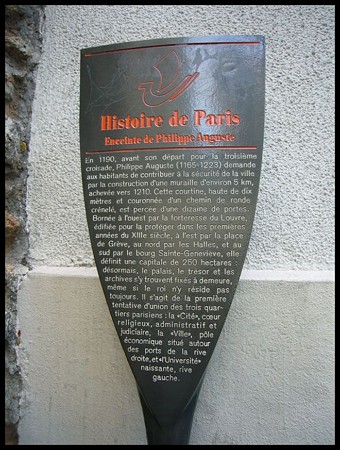 Histoire de Paris
Enceinte de Philippe Auguste
En 1190, avant son départ pour la troisième
croisade, Philippe Auguste (1165-1223) demande
aux habitants de contribuer à la sécurité de la ville
par la construction d'une muraille d'environ 5 km,
achevée vers 1210. Cette courtine, haute de dix
mètres et couronnée d'un chemin de ronde
crénelé, est percée d'une dizaine de portes.
Bornée à l'ouest par la forteresse du Louvre,
édifiée pour la protéger dans les premières
années du XIIIe siècle, à l'est par la place
de Grève, au nord par les Halles, et au
sud par le bourg Sainte-Geneviève, elle
définit une capitale de 250 hectares :
désormais, le palais, le trésor et les
archives s'y trouvent fixés à demeure,
même si le roi n'y réside pas
toujours. Il s'agit de la première
tentative d'union des trois quar-
tiers parisiens : la «Cité», cœur
religieux, administratif et
judiciaire, la «Ville», pôle
économique situé autour
des ports de la rive
droite, et «l'Université»
naissante, rive
gauche.